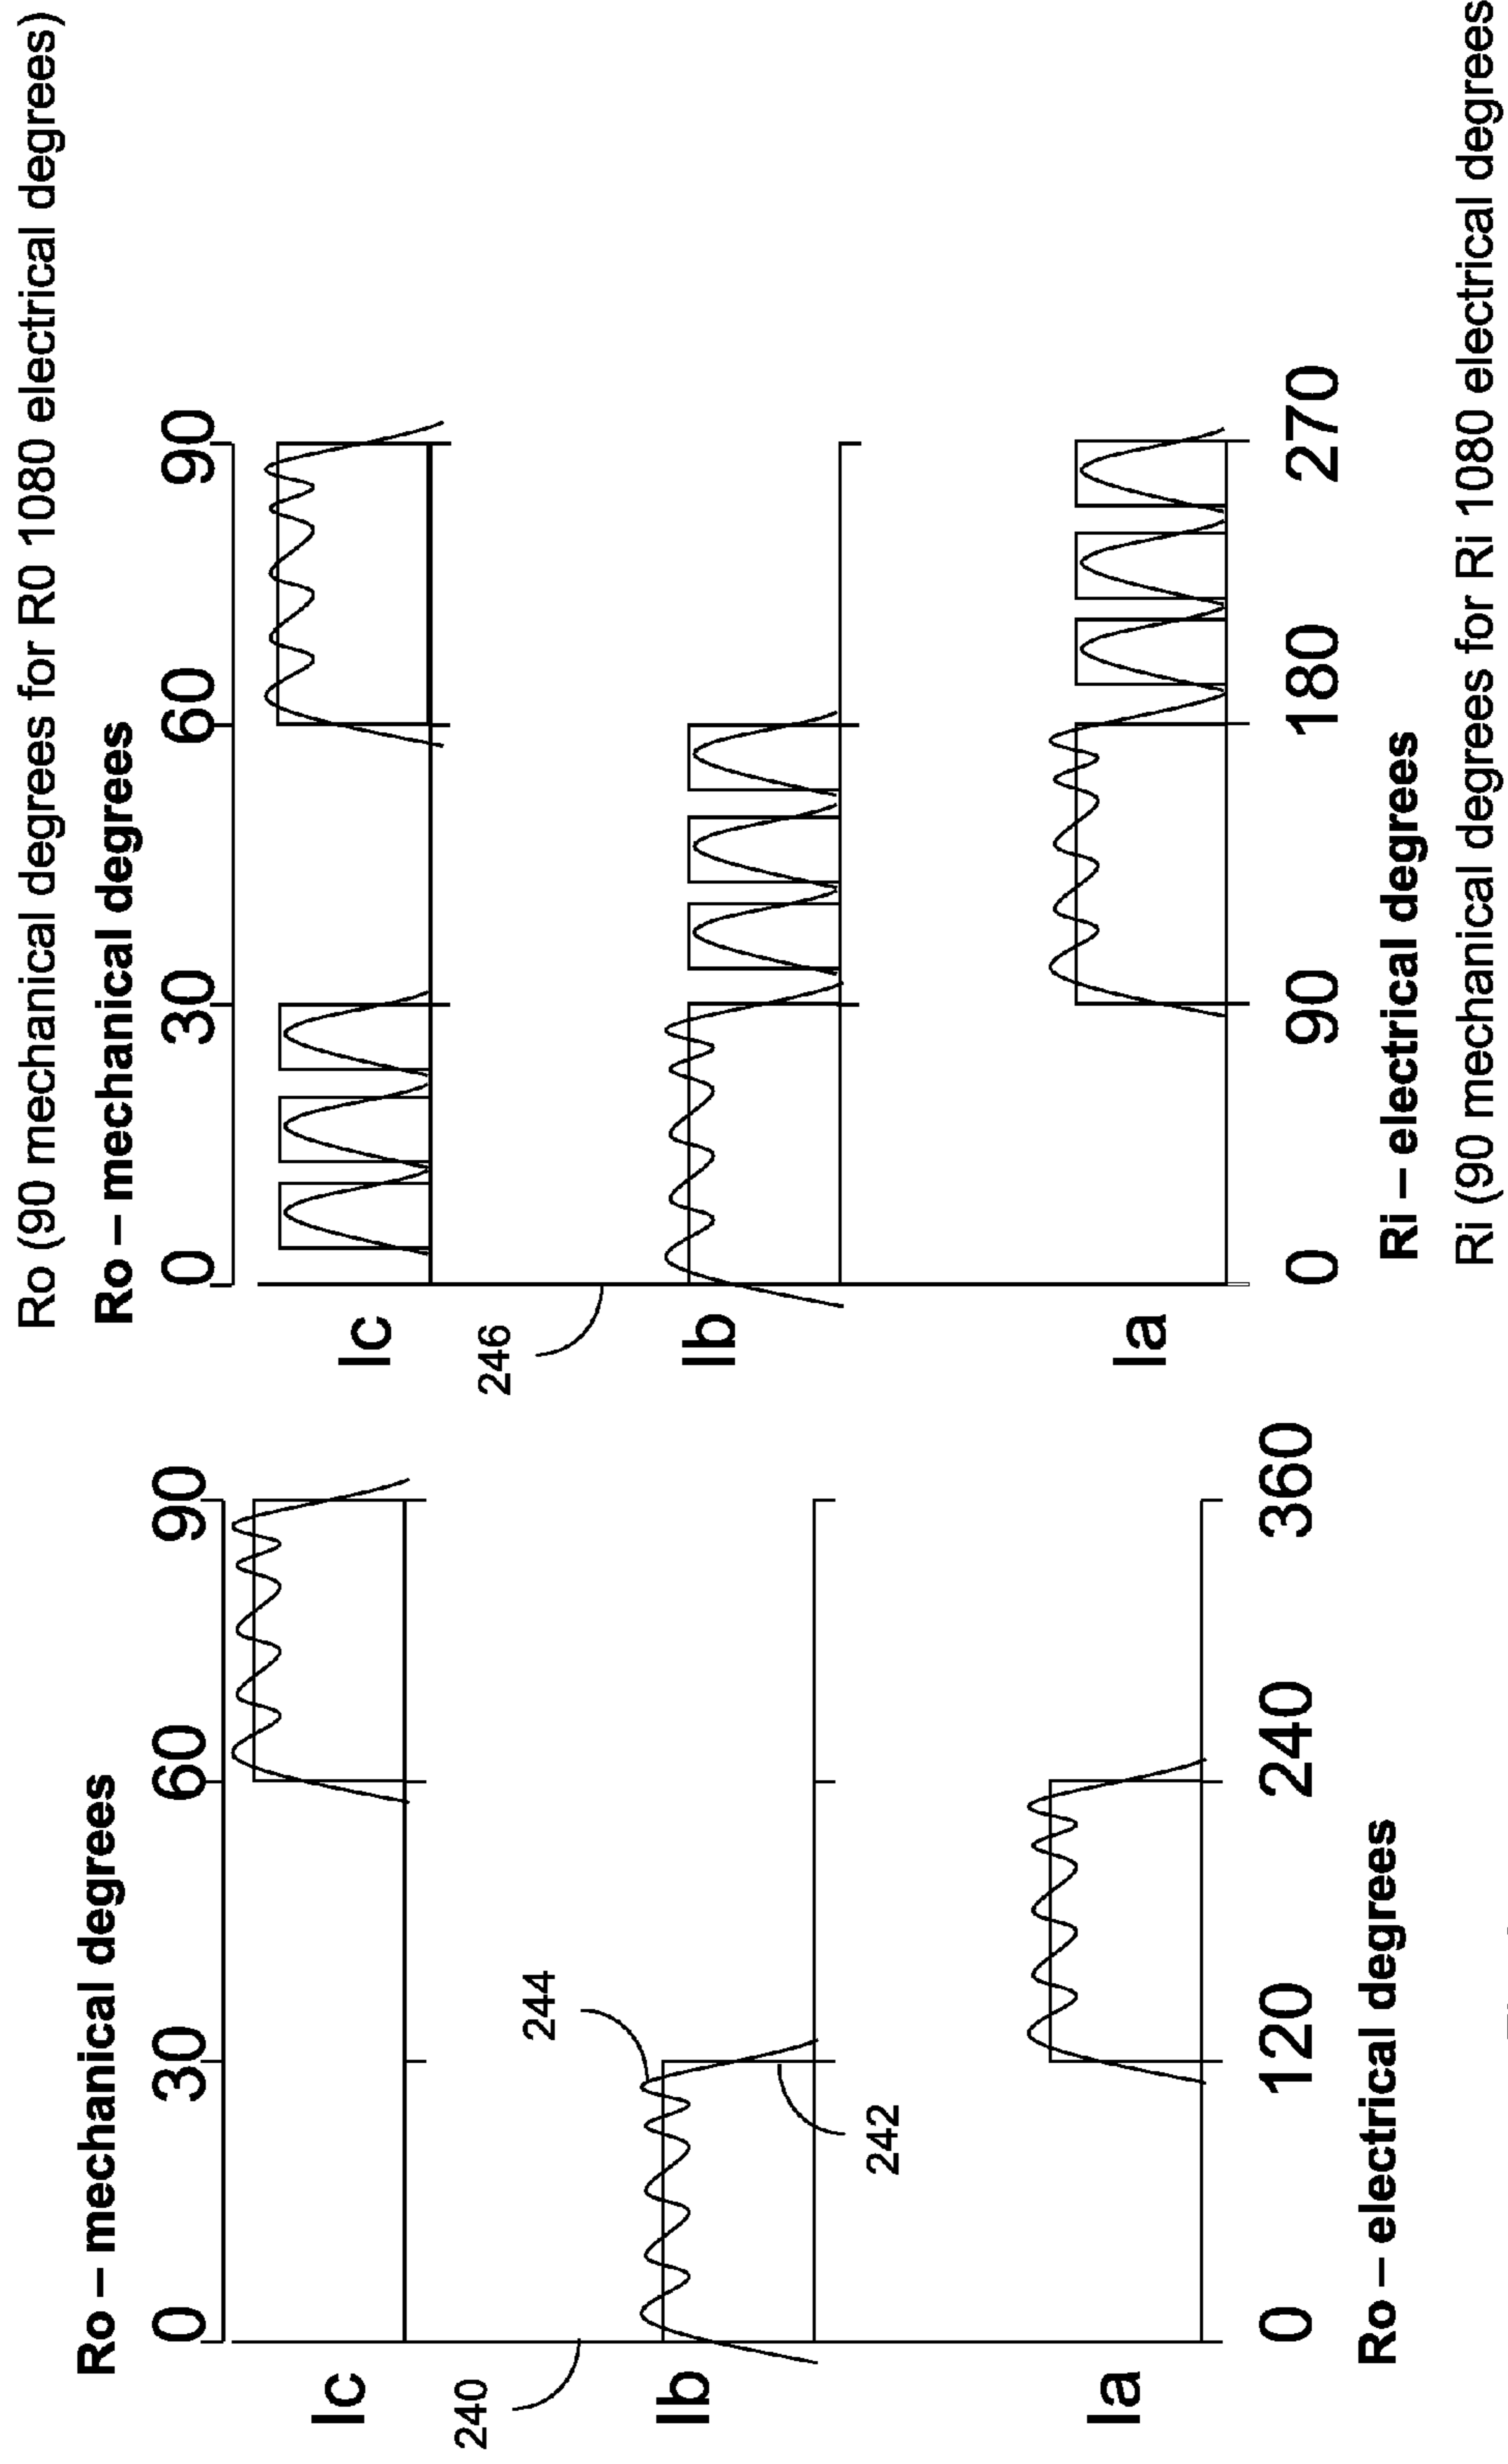 Ro – mechanical degrees
0 30 60 90
Ic
240
Ib
244
242
Ia
0 120 240 360
Ro – electrical degrees
Ro (90 mechanical degrees for R0 1080 electrical degrees)
Ro – mechanical degrees
0 30 60 90
Ic
246
Ib
Ia
0 90 180 270
Ri – electrical degrees
Ri (90 mechanical degrees for Ri 1080 electrical degrees